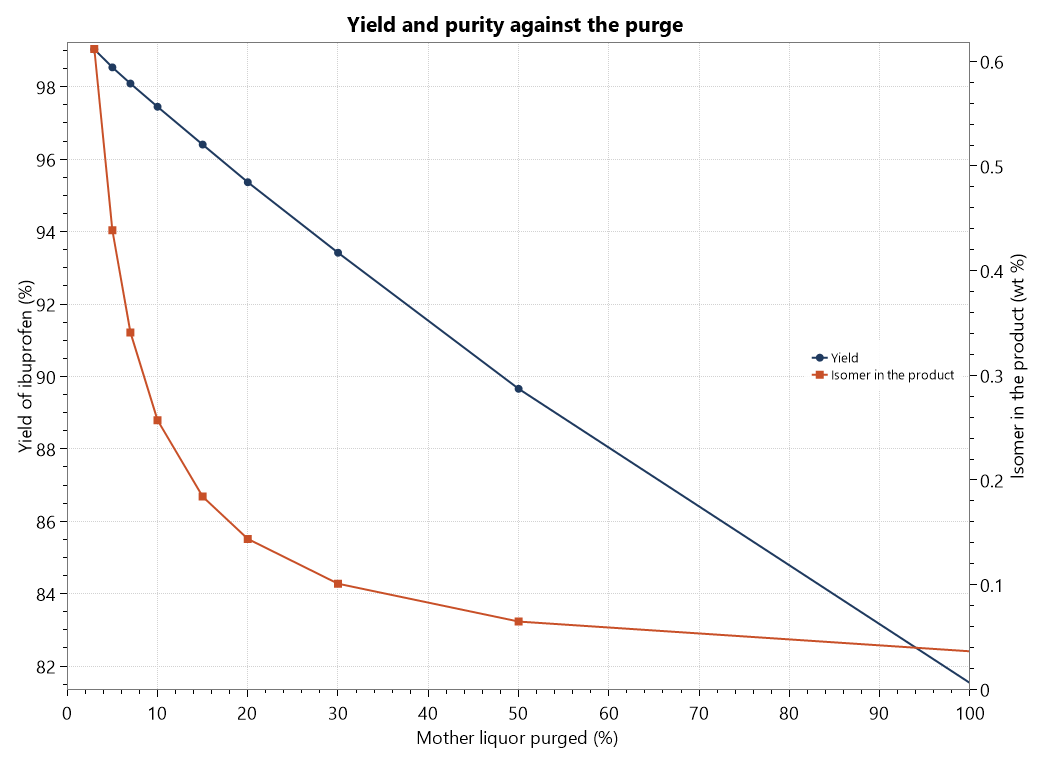 Yield and purity against the purge
Yield of ibuprofen (%)
98
96
94
92
90
88
86
84
82
0.6
0.5
0.4
0.3
0.2
0.1
0
Isomer in the product (wt %)
Yield
Isomer in the product
0 10 20 30 40 50 60 70 80 90 100
Mother liquor purged (%)